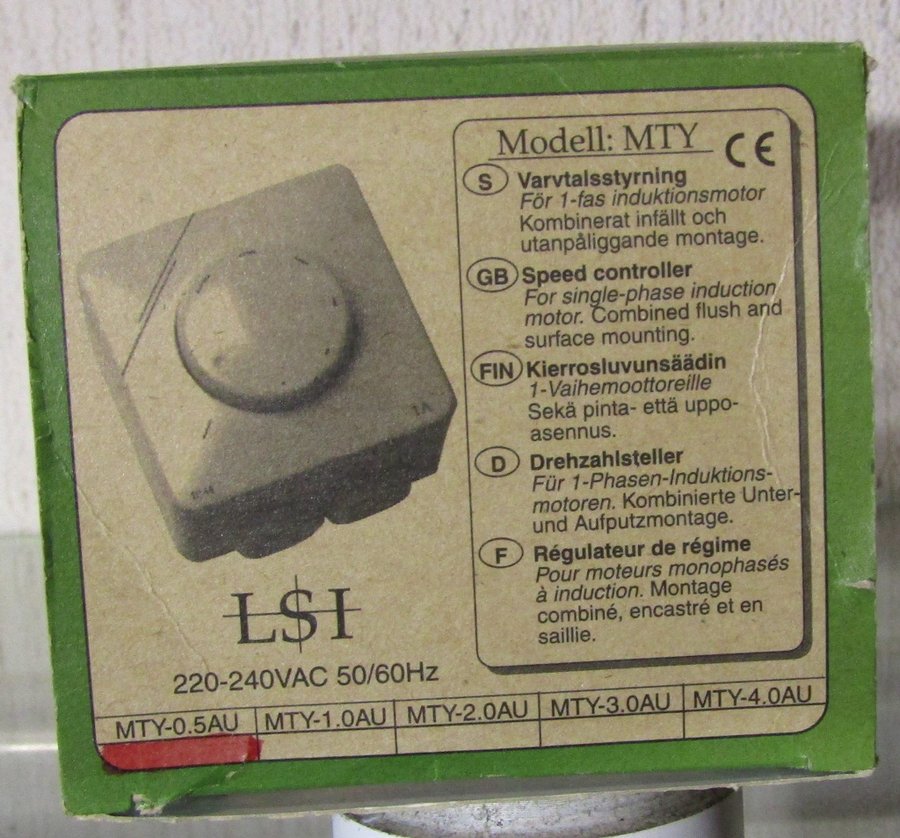 Modell: MTY CE
S Varvtalsstyrning
För 1-fas induktionsmotor
Kombinerat infällt och
utanpåliggande montage.
GB Speed controller
For single-phase induction
motor. Combined flush and
surface mounting.
FIN Kierrosluvunsäädin
1-Vaihemoottoreille
Sekä pinta- että uppo-
asennus.
D Drehzahlsteller
Für 1-Phasen-Induktions-
motoren. Kombinierte Unter-
und Aufputzmontage.
F Régulateur de régime
Pour moteurs monophasés
à induction. Montage
combiné, encastré et en
saillie.
1A
LSI
220-240VAC 50/60Hz
MTY-0.5AU MTY-1.0AU MTY-2.0AU MTY-3.0AU MTY-4.0AU